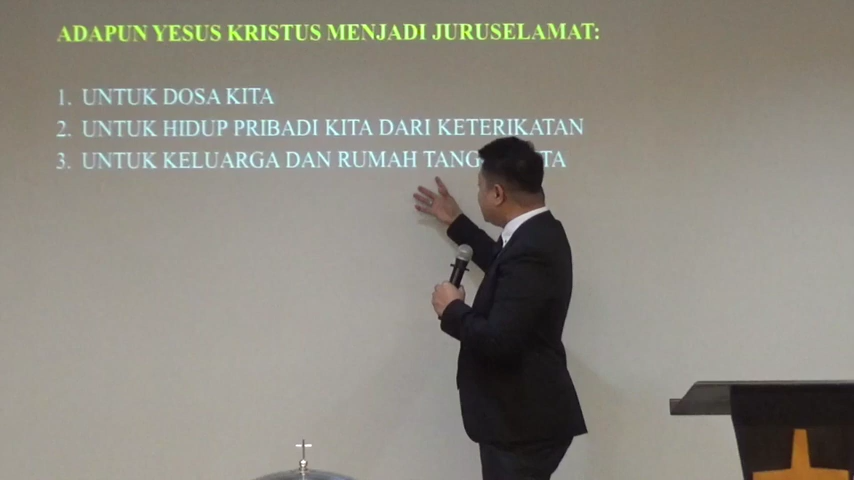 ADAPUN YESUS KRISTUS MENJADI JURUSELAMAT:
1. UNTUK DOSA KITA
2. UNTUK HIDUP PRIBADI KITA DARI KETERIKATAN
3. UNTUK KELUARGA DAN RUMAH